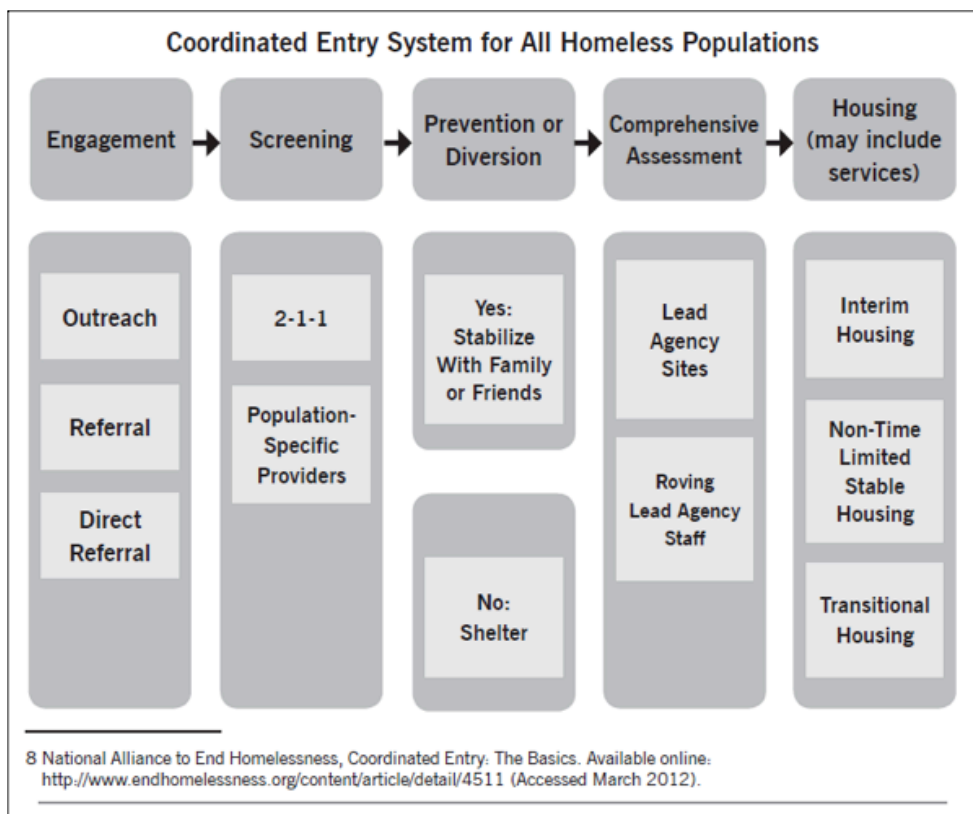 Coordinated Entry System for All Homeless Populations
Engagement
Screening
Prevention or
Diversion
Comprehensive
Assessment
Housing
(may include
services)
Outreach
Referral
Direct
Referral
2-1-1
Population-
Specific
Providers
Yes:
Stabilize
With Family
or Friends
No:
Shelter
Lead
Agency
Sites
Roving
Lead Agency
Staff
Interim
Housing
Non-Time
Limited
Stable
Housing
Transitional
Housing
8 National Alliance to End Homelessness, Coordinated Entry: The Basics. Available online:
http://www.endhomelessness.org/content/article/detail/4511 (Accessed March 2012).